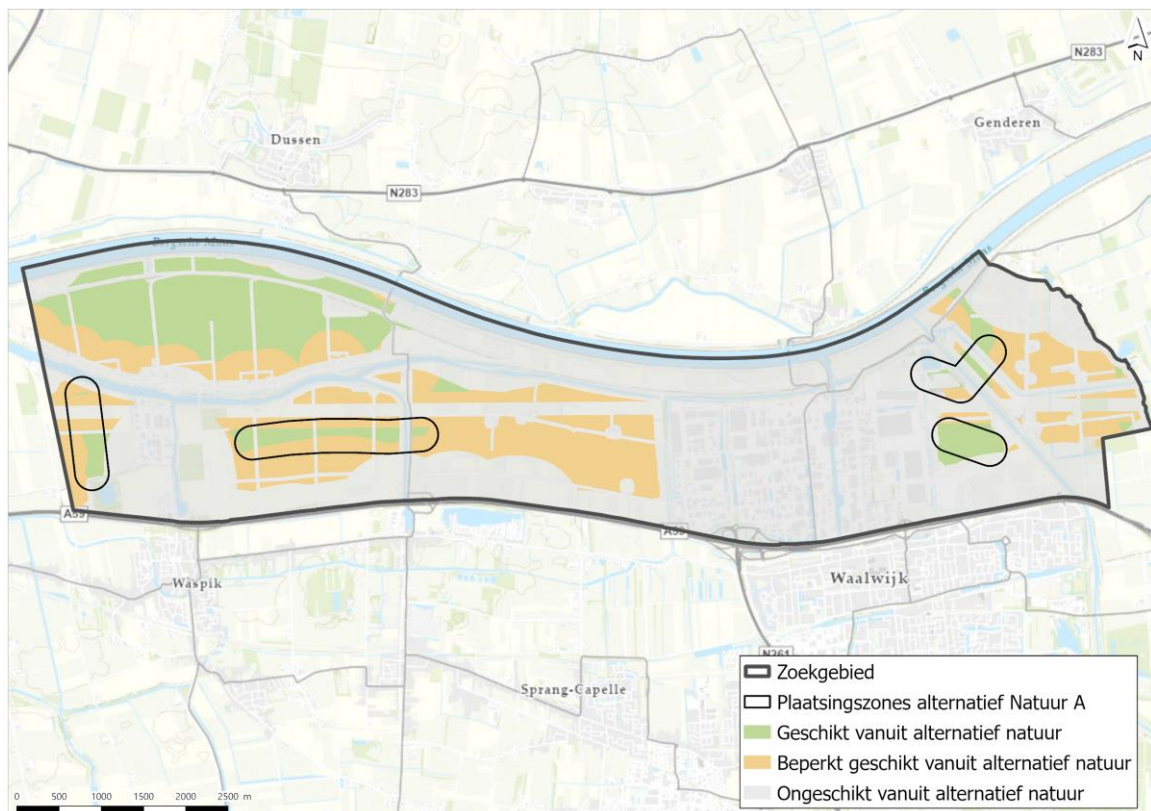 N283
N
Genderen
Dussen
N283
Bergsche Maas
A59
Waspik
A59
Waalwijk
N261
Sprang-Capelle
Zoekgebied
Plaatsingszones alternatief Natuur A
Geschikt vanuit alternatief natuur
Beperkt geschikt vanuit alternatief natuur
Ongeschikt vanuit alternatief natuur
0 500 1000 1500 2000 2500 m